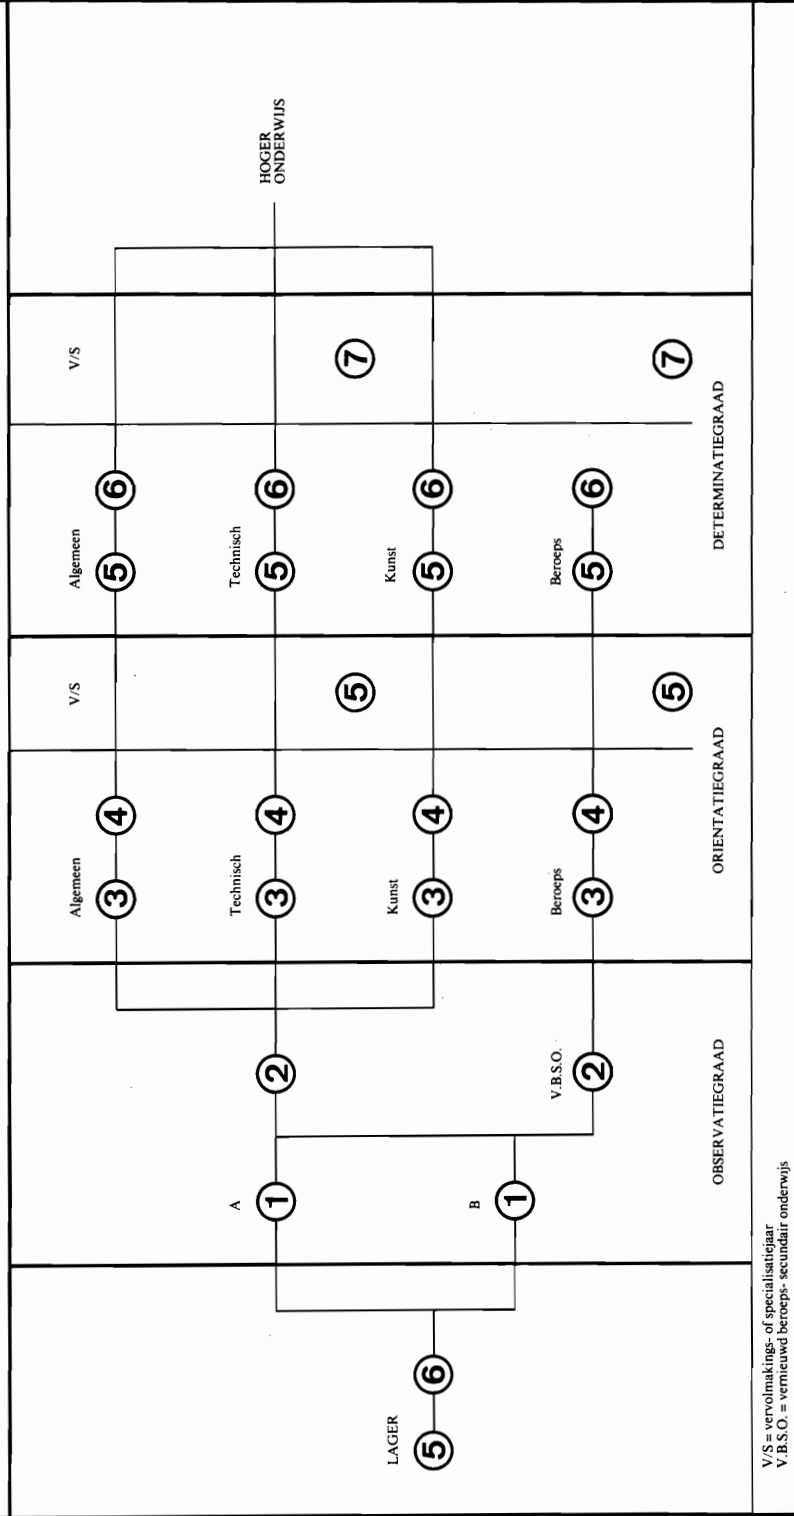 Algemeen V/S Algemeen V/S
3 4 5 6
A Technisch Technisch
HOGER
ONDERWIJS
1 2 3 4 5 6
5 7
LAGER Kunst Kunst
5 6 3 4 5 6
B
1
V.B.S.O. Beroeps Beroeps
2 3 4 5 6
5 7
OBSERVATIEGRAAD ORIENTATIEGRAAD DETERMINATIEGRAAD
V/S = vervolmakings- of specialisatiejaar
V.B.S.O. = vernieuwd beroeps- secundair onderwijs